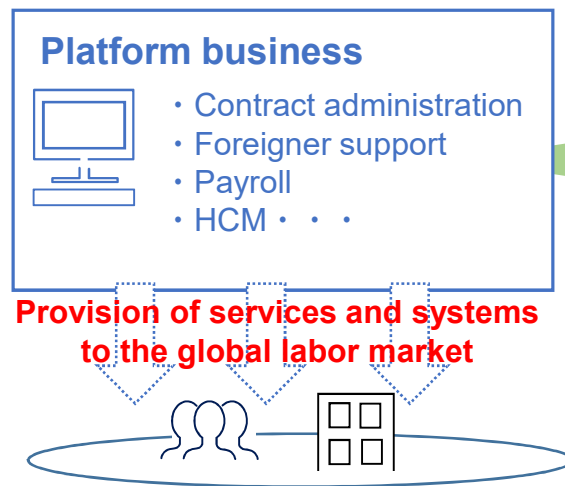 Platform business
・Contract administration
・Foreigner support
・Payroll
・HCM・・・
Provision of services and systems
to the global labor market